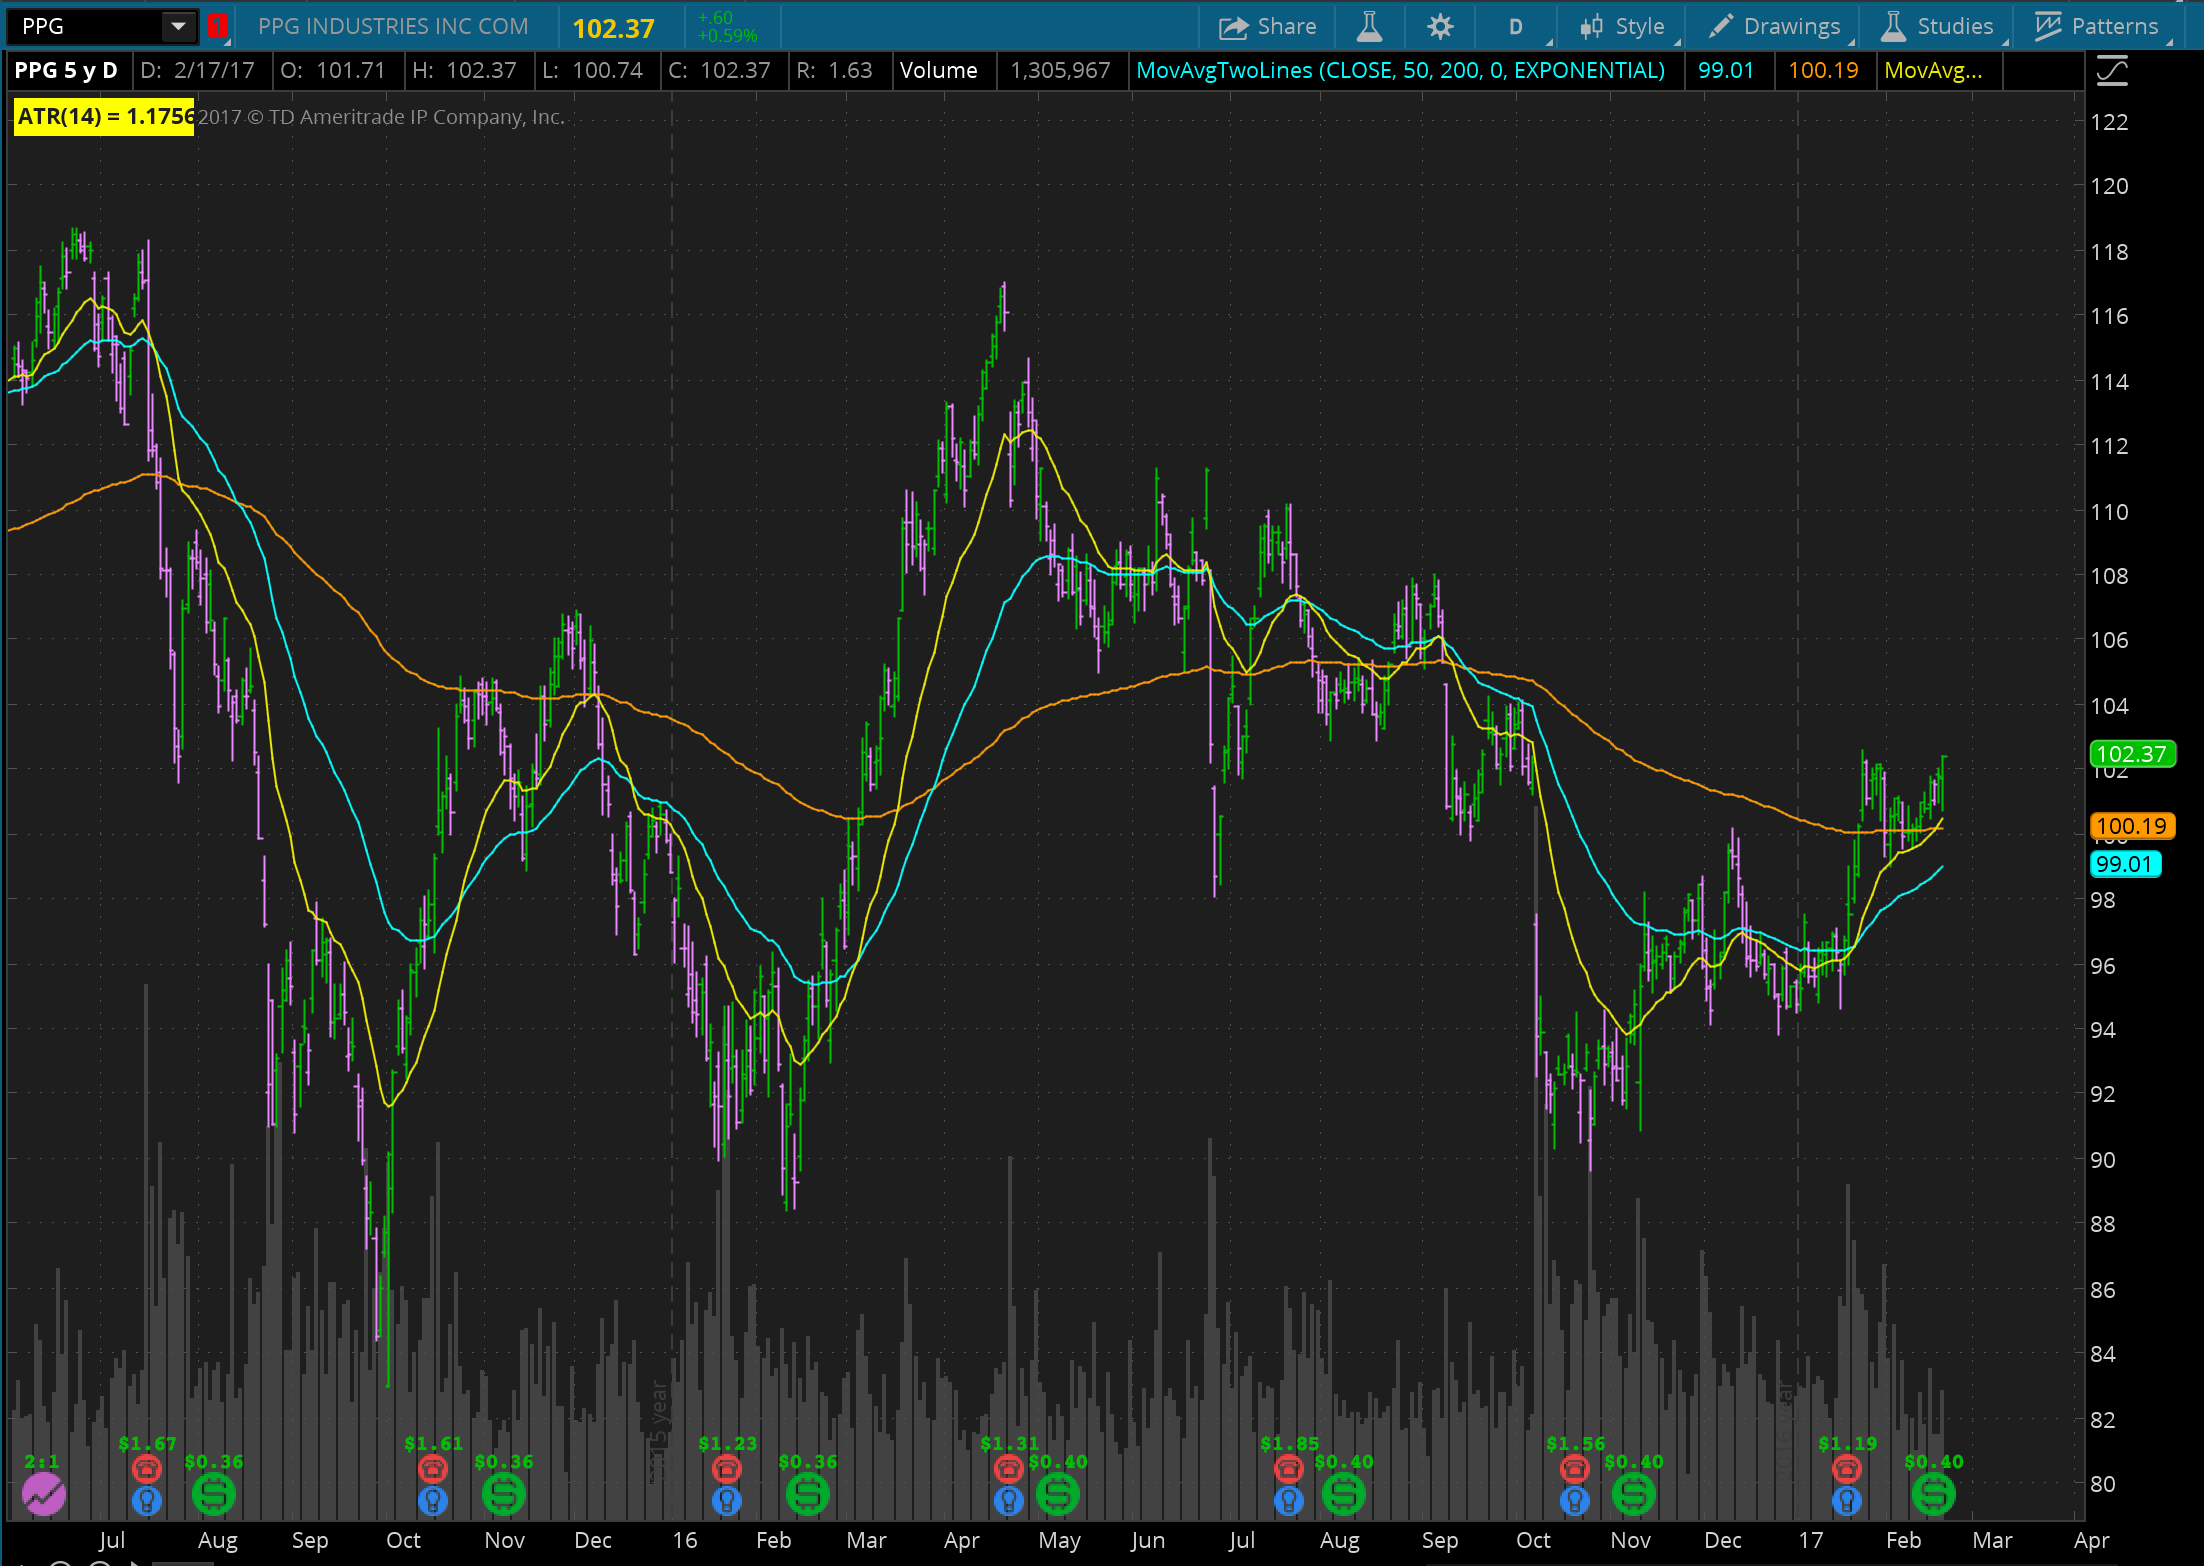 PPG
1
PPG INDUSTRIES INC COM
102.37
+.60
+0.59%
Share
D
Style
Drawings
Studies
Patterns
PPG 5 y D
D: 2/17/17
O: 101.71
H: 102.37
L: 100.74
C: 102.37
R: 1.63
Volume
1,305,967
MovAvgTwoLines (CLOSE, 50, 200, 0, EXPONENTIAL)
99.01
100.19
MovAvg...
ATR(14) = 1.1756
2017 © TD Ameritrade IP Company, Inc.
122
120
118
116
114
112
110
108
106
104
102.37
102
100.19
100
99.01
98
96
94
92
90
88
86
84
82
80
2015 year
2016 year
$1.67 $1.61 $1.23 $1.31 $1.85 $1.56 $1.19
2:1 $0.36 $0.36 $0.36 $0.40 $0.40 $0.40 $0.40
Jul Aug Sep Oct Nov Dec 16 Feb Mar Apr May Jun Jul Aug Sep Oct Nov Dec 17 Feb Mar Apr